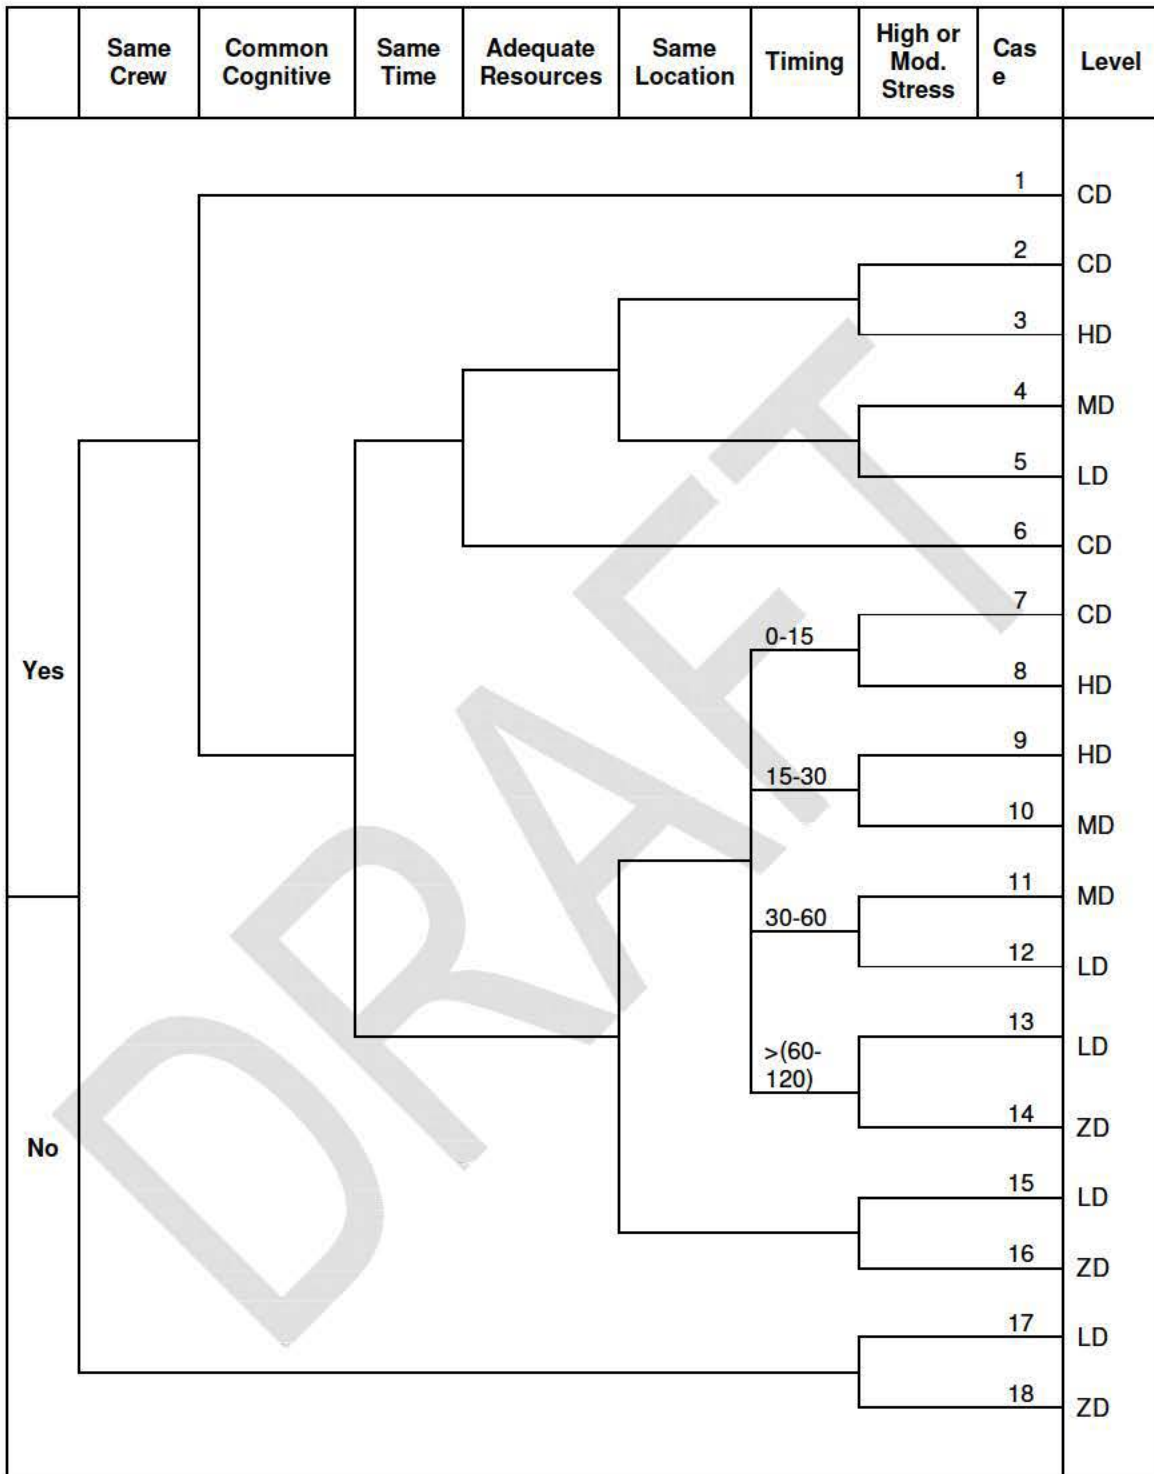 Same
Crew
Common
Cognitive
Same
Time
Adequate
Resources
Same
Location
Timing
High or
Mod.
Stress
Cas
e
Level
1 CD
2 CD
3 HD
4 MD
5 LD
6 CD
7 CD
0-15
Yes
8 HD
9 HD
15-30
10 MD
11 MD
30-60
12 LD
13 LD
>(60-
120)
14 ZD
No
15 LD
16 ZD
17 LD
18 ZD
DRAFT